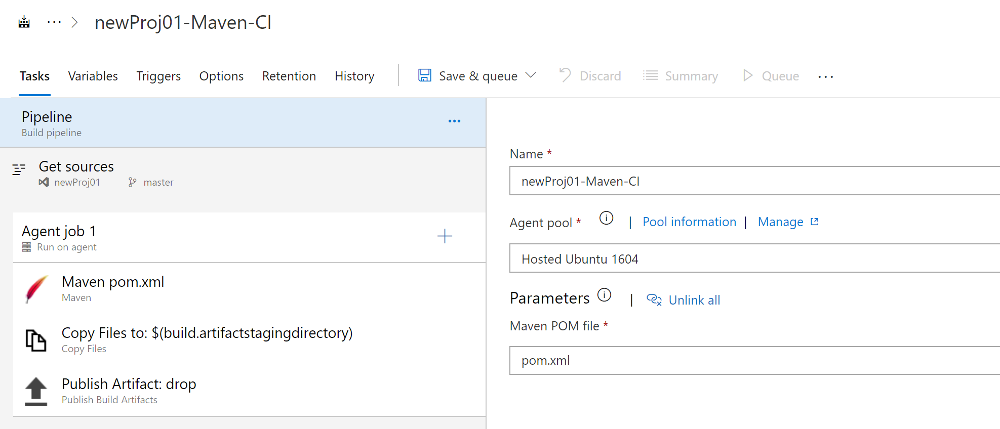 ... > newProj01-Maven-CI
Tasks Variables Triggers Options Retention History | Save & queue Discard Summary Queue ...
Pipeline
Build pipeline
...
Get sources
newProj01 master
Agent job 1
Run on agent
Maven pom.xml
Maven
Copy Files to: $(build.artifactstagingdirectory)
Copy Files
Publish Artifact: drop
Publish Build Artifacts
Name *
newProj01-Maven-CI
Agent pool * | Pool information | Manage
Hosted Ubuntu 1604
Parameters | Unlink all
Maven POM file *
pom.xml